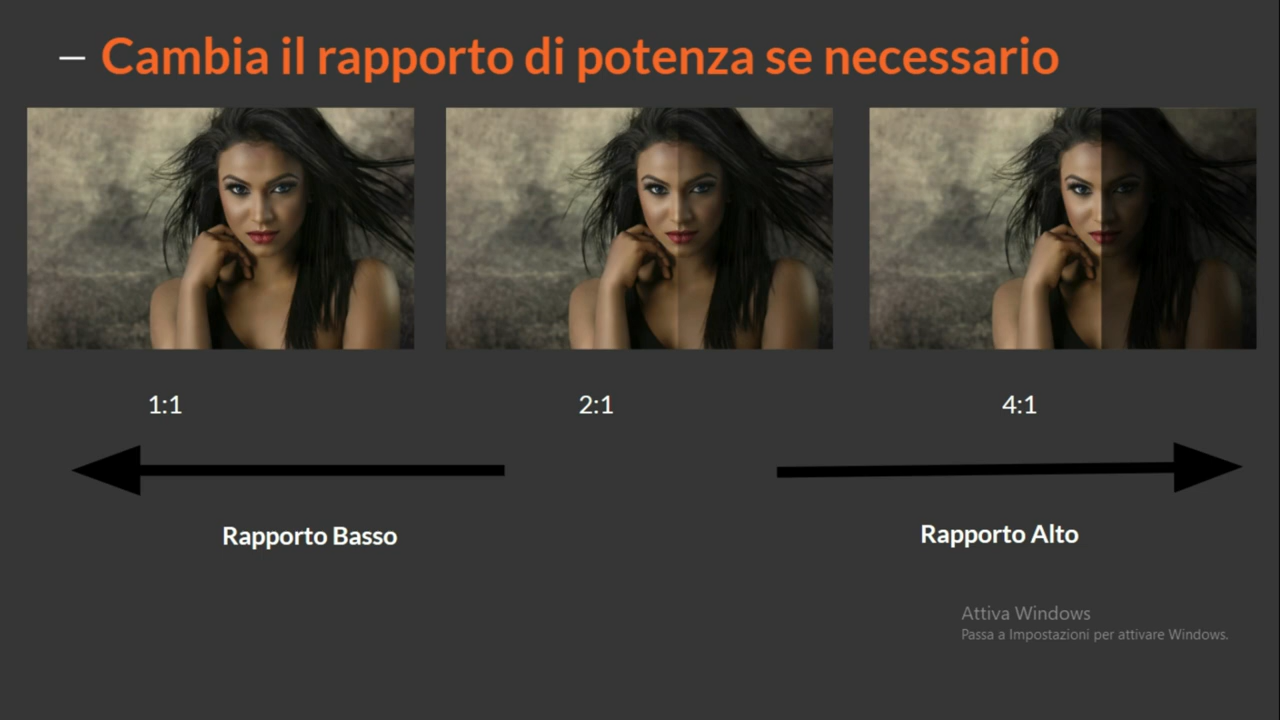 – Cambia il rapporto di potenza se necessario
1:1
2:1
4:1
Rapporto Basso
Rapporto Alto
Attiva Windows
Passa a Impostazioni per attivare Windows.